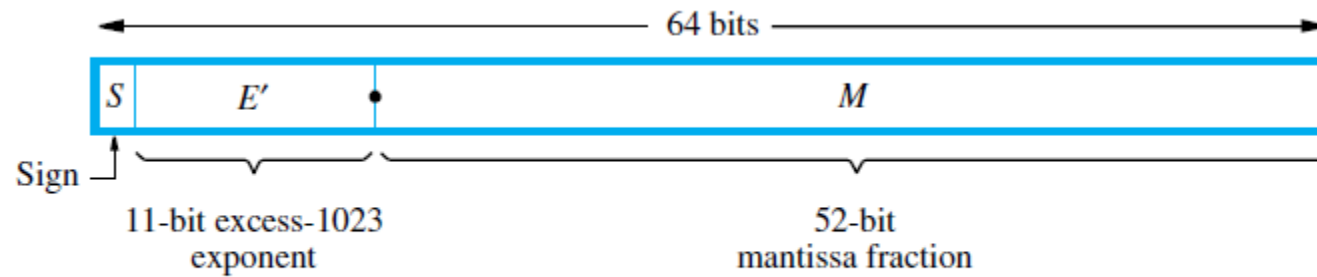 64 bits
S E′ M
Sign
11-bit excess-1023
exponent
52-bit
mantissa fraction